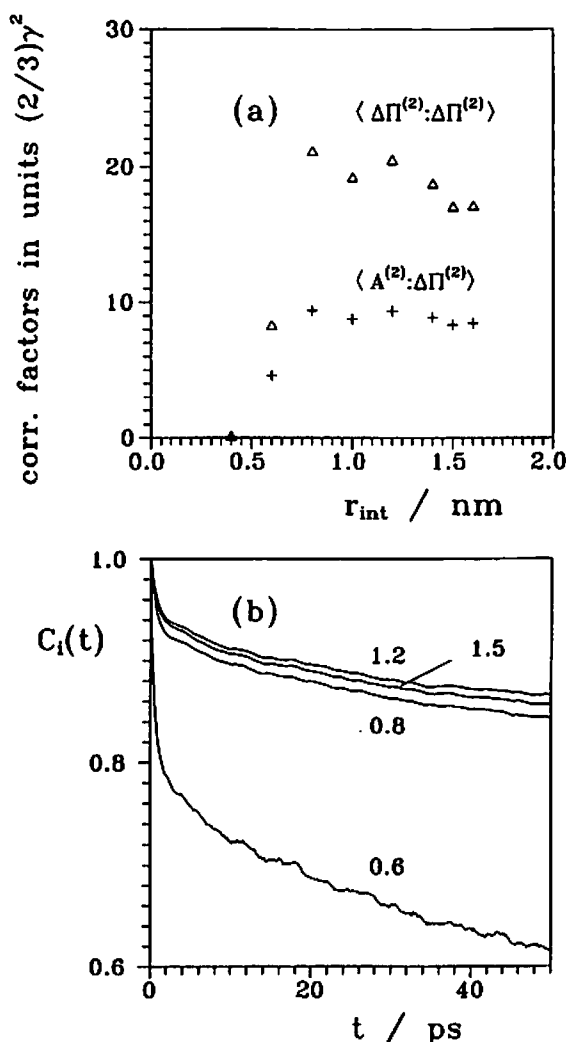 30
(a)
⟨ ΔΠ⁽²⁾:ΔΠ⁽²⁾⟩
20
⟨ A⁽²⁾:ΔΠ⁽²⁾⟩
10
0
corr. factors in units (2/3)γ²
0.0 0.5 1.0 1.5 2.0
r_int / nm
1.0
(b)
C_i(t)
1.2 1.5
0.8
0.8
0.6
0.6
0 20 40
t / ps